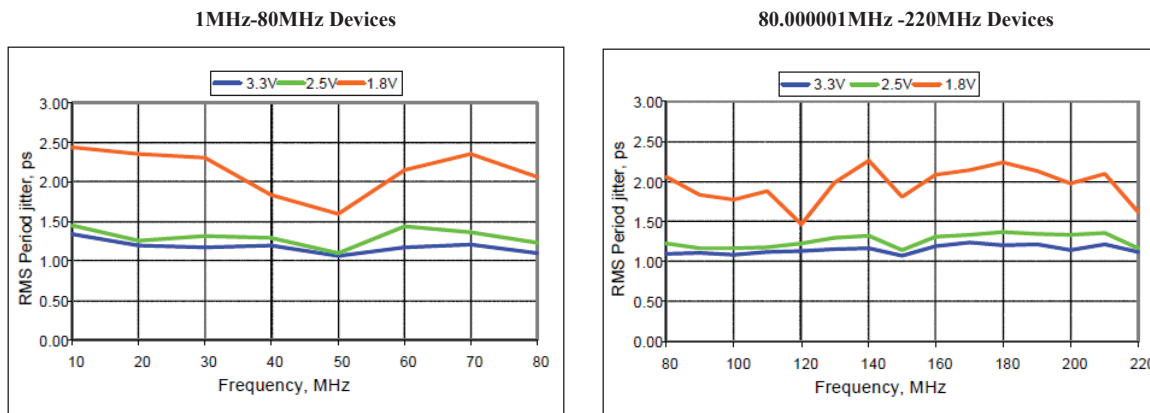 1MHz-80MHz Devices
3.3V 2.5V 1.8V
3.00
2.50
2.00
1.50
1.00
0.50
0.00
RMS Period jitter, ps
10 20 30 40 50 60 70 80
Frequency, MHz
80.000001MHz -220MHz Devices
3.3V 2.5V 1.8V
3.00
2.50
2.00
1.50
1.00
0.50
0.00
RMS Period jitter, ps
80 100 120 140 160 180 200 220
Frequency, MHz